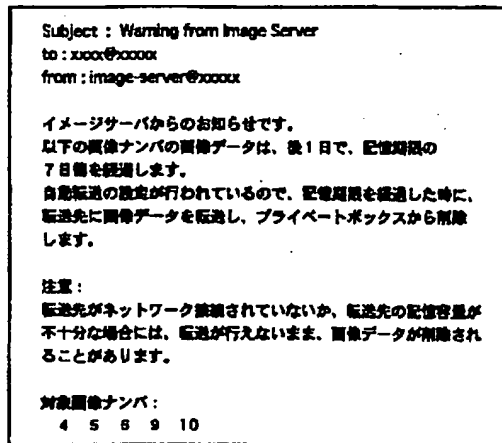 Subject : Warning from Image Server
to : xxxx@xxxxx
from : image-server@xxxxx
イメージサーバからのお知らせです。
以下の画像ナンバの画像データは、後1日で、記憶期限の
7日間を経過します。
自動転送の設定が行われているので、記憶期限を経過した時に、
転送先に画像データを転送し、プライベートボックスから削除
します。
注意：
転送先がネットワーク接続されていないか、転送先の記憶容量が
不十分な場合には、転送が行えないまま、画像データが削除され
ることがあります。
対象画像ナンバ：
4 5 6 9 10